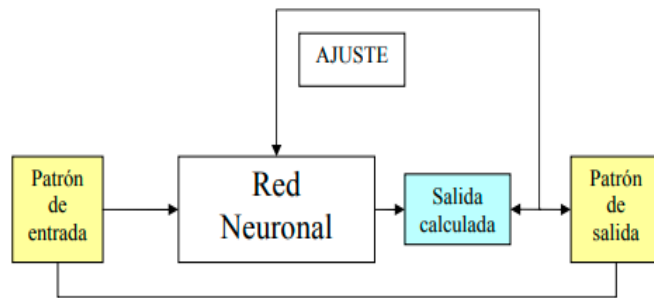 AJUSTE
Patrón
de
entrada
Red
Neuronal
Salida
calculada
Patrón
de
salida